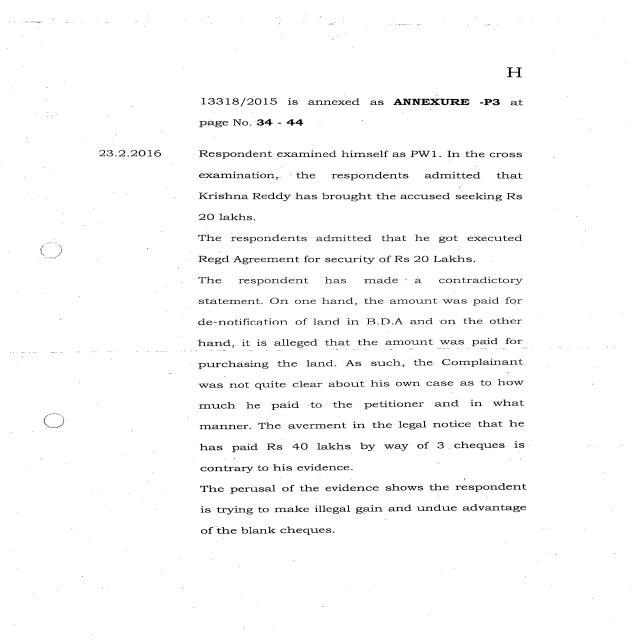 H
13318/2015 is annexed as ANNEXURE -P3 at
page No. 34 - 44
23.2.2016 Respondent examined himself as PW1. In the cross
examination, the respondents admitted that
Krishna Reddy has brought the accused seeking Rs
20 lakhs.
The respondents admitted that he got executed
Regd Agreement for security of Rs 20 Lakhs.
The respondent has made a contradictory
statement. On one hand, the amount was paid for
de-notification of land in B.D.A and on the other
hand, it is alleged that the amount was paid for
purchasing the land. As such, the Complainant
was not quite clear about his own case as to how
much he paid to the petitioner and in what
manner. The averment in the legal notice that he
has paid Rs 40 lakhs by way of 3 cheques is
contrary to his evidence.
The perusal of the evidence shows the respondent
is trying to make illegal gain and undue advantage
of the blank cheques.